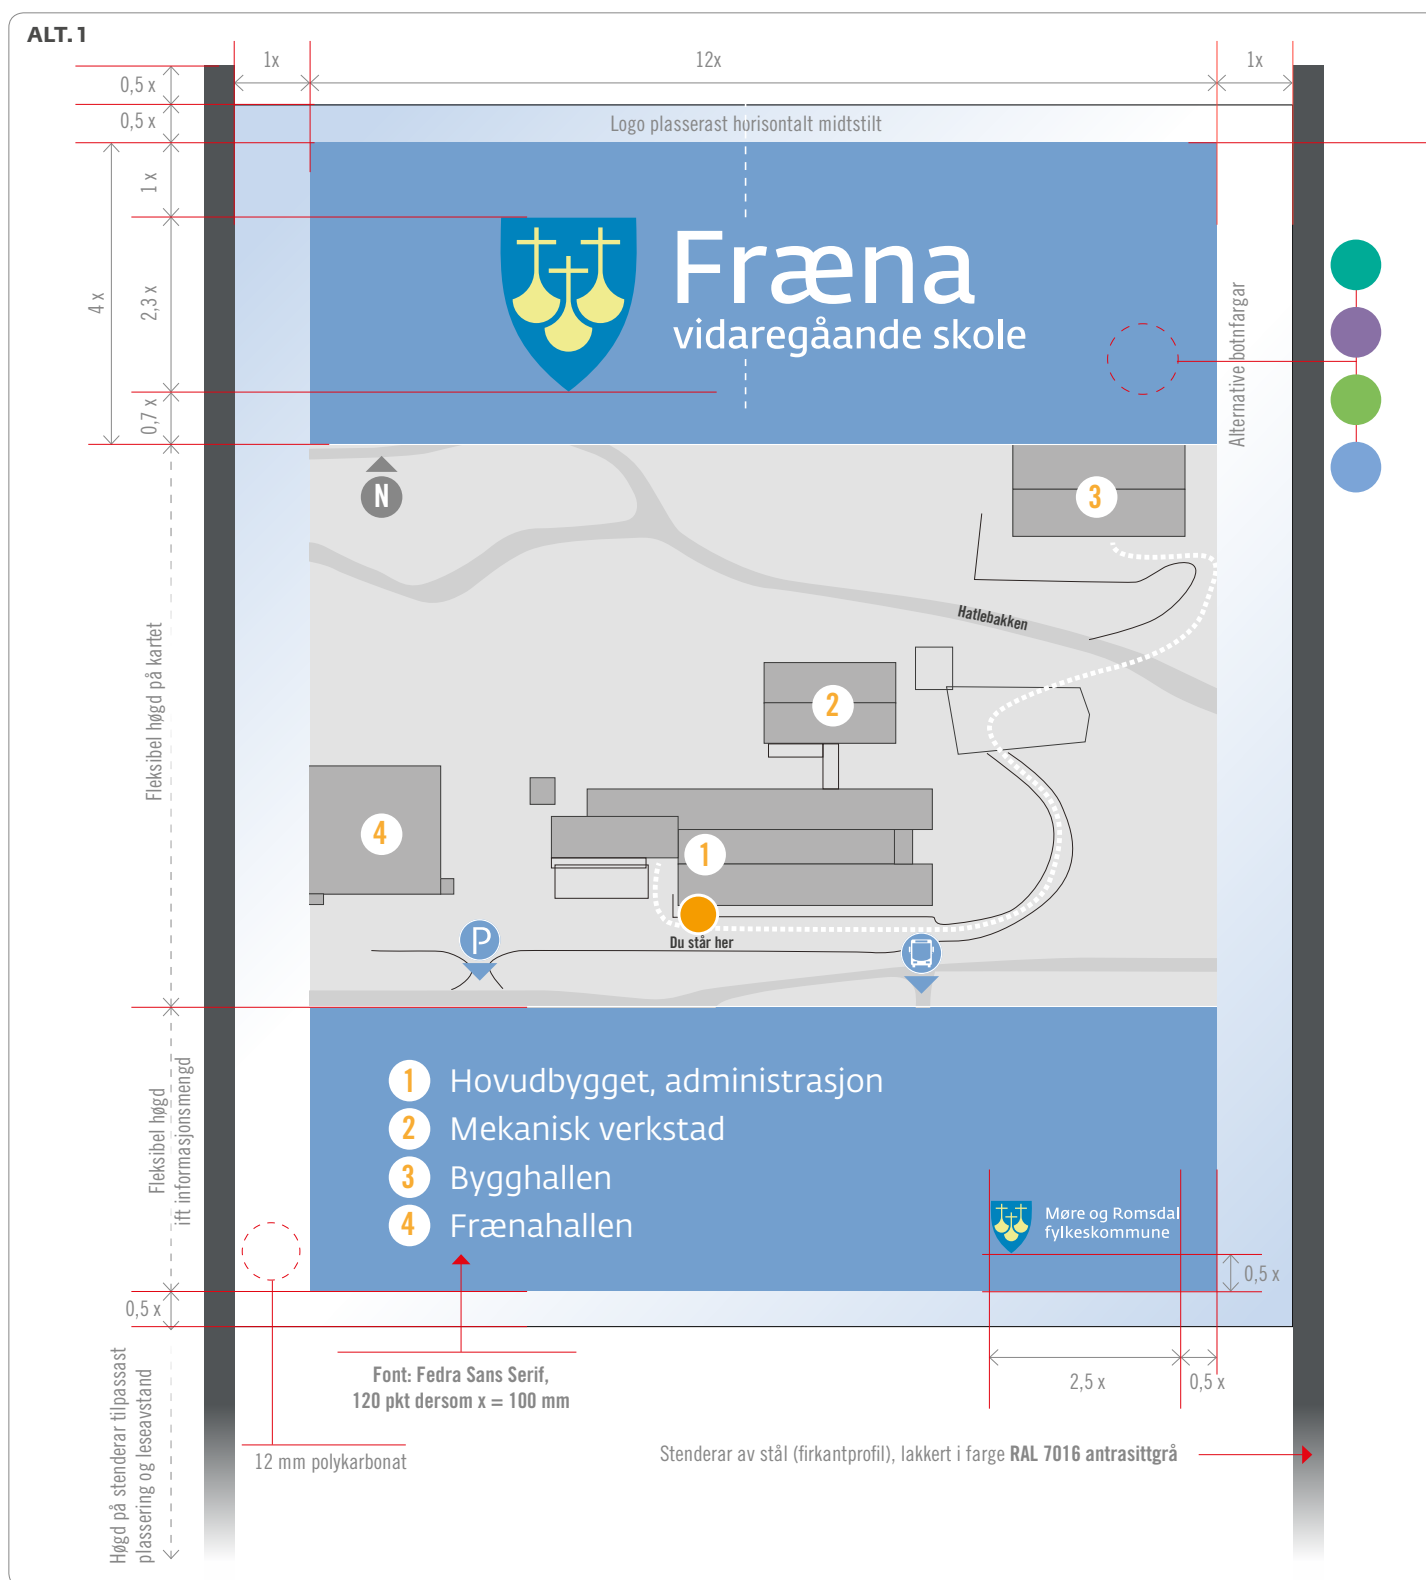 ALT.1
1x
12x
1x
0,5 x
0,5 x
Logo plasserast horisontalt midtstilt
1 x
4 x
2,3 x
0,7 x
Fræna
vidaregåande skole
Alternative botnfargar
N
3
Hatlebakken
2
Fleksibel høgd på kartet
4
1
Du står her
P
Fleksibel høgd
ift informasjonsmengd
1 Hovudbygget, administrasjon
2 Mekanisk verkstad
3 Bygghallen
4 Frænahallen
Møre og Romsdal
fylkeskommune
0,5 x
0,5 x
Font: Fedra Sans Serif,
120 pkt dersom x = 100 mm
2,5 x
0,5 x
12 mm polykarbonat
Stenderar av stål (firkantprofil), lakkert i farge RAL 7016 antrasittgrå
Høgd på stenderar tilpassast
plassering og leseavstand